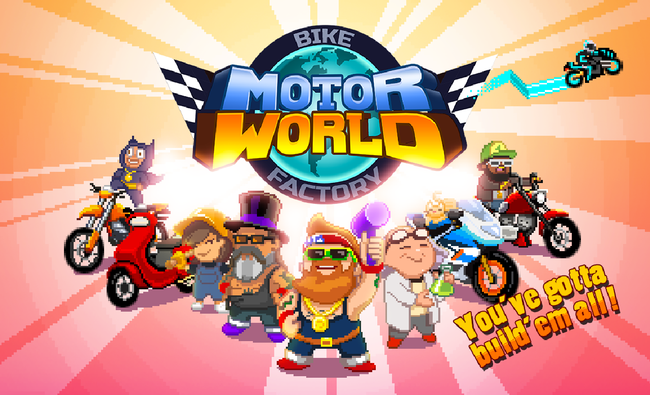 BIKE
MOTOR
WORLD
FACTORY
You've gotta
build 'em all!